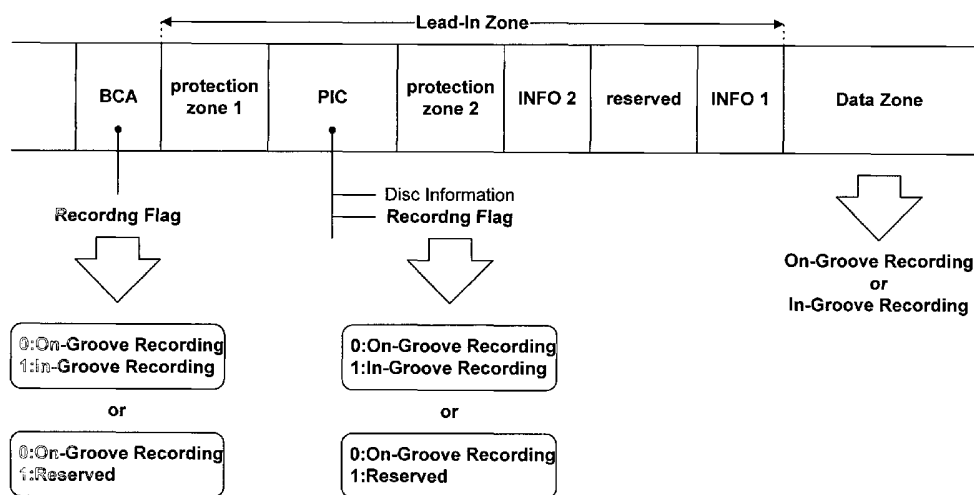 Lead-In Zone
BCA
protection
zone 1
PIC
protection
zone 2
INFO 2
reserved
INFO 1
Data Zone
Disc Information
Recordng Flag
Recordng Flag
On-Groove Recording
or
In-Groove Recording
0:On-Groove Recording
1:In-Groove Recording
or
0:On-Groove Recording
1:Reserved
0:On-Groove Recording
1:In-Groove Recording
or
0:On-Groove Recording
1:Reserved